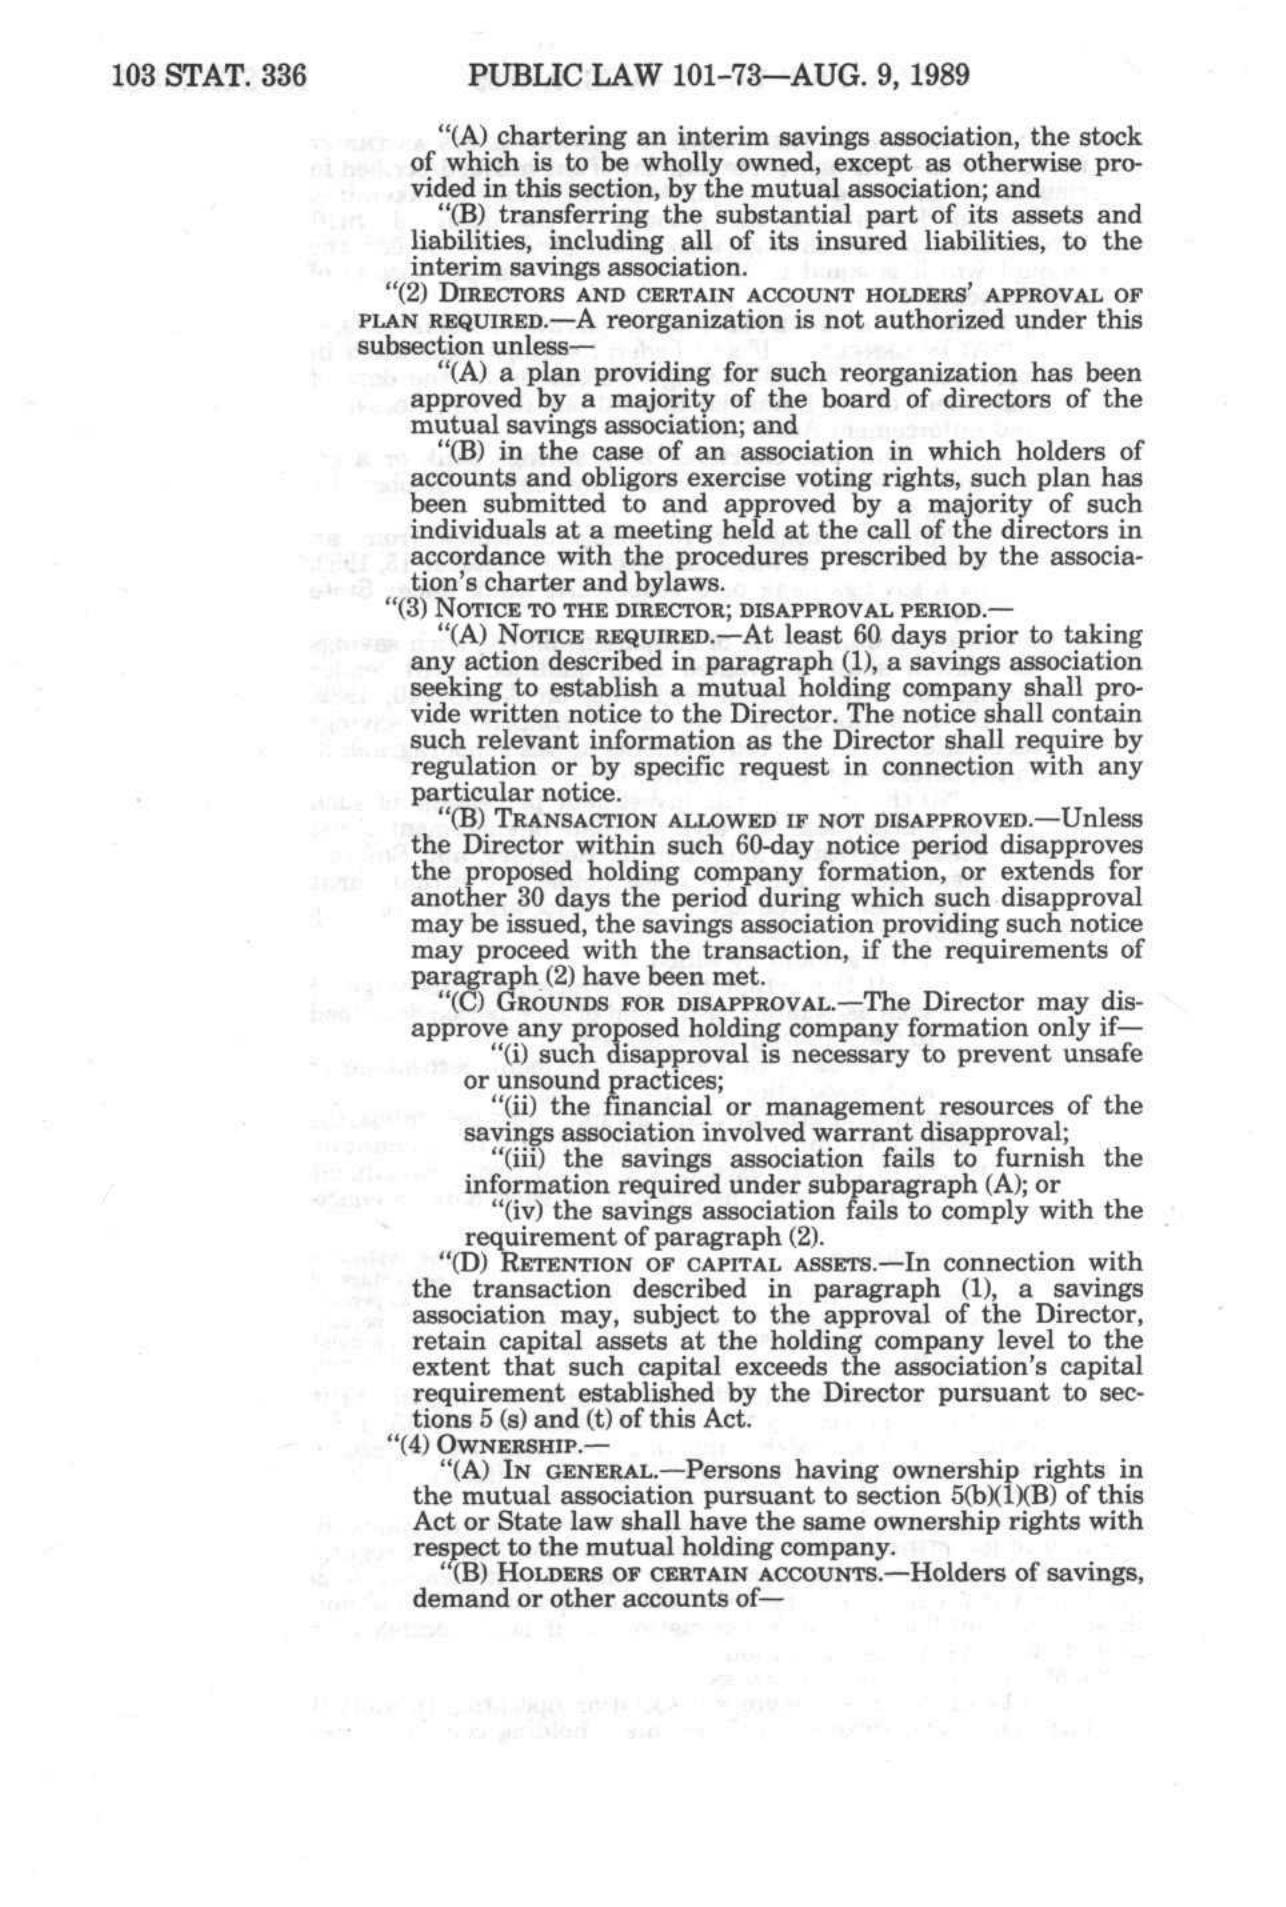 103 STAT. 336 PUBLIC LAW 101-73—AUG. 9, 1989
"(A) chartering an interim savings association, the stock
of which is to be wholly owned, except as otherwise pro-
vided in this section, by the mutual association; and
"(B) transferring the substantial part of its assets and
liabilities, including all of its insured liabilities, to the
interim savings association.
"(2) DIRECTORS AND CERTAIN ACCOUNT HOLDERS' APPROVAL OF
PLAN REQUIRED.—A reorganization is not authorized under this
subsection unless—
"(A) a plan providing for such reorganization has been
approved by a majority of the board of directors of the
mutual savings association; and
"(B) in the case of an association in which holders of
accounts and obligors exercise voting rights, such plan has
been submitted to and approved by a majority of such
individuals at a meeting held at the call of the directors in
accordance with the procedures prescribed by the associa-
tion's charter and bylaws.
"(3) NOTICE TO THE DIRECTOR; DISAPPROVAL PERIOD.—
"(A) NOTICE REQUIRED.—At least 60 days prior to taking
any action described in paragraph (1), a savings association
seeking to establish a mutual holding company shall pro-
vide written notice to the Director. The notice shall contain
such relevant information as the Director shall require by
regulation or by specific request in connection with any
particular notice.
"(B) TRANSACTION ALLOWED IF NOT DISAPPROVED.—Unless
the Director within such 60-day notice period disapproves
the proposed holding company formation, or extends for
another 30 days the period during which such disapproval
may be issued, the savings association providing such notice
may proceed with the transaction, if the requirements of
paragraph (2) have been met.
"(C) GROUNDS FOR DISAPPROVAL.—The Director may dis-
approve any proposed holding company formation only if—
"(i) such disapproval is necessary to prevent unsafe
or unsound practices;
"(ii) the financial or management resources of the
savings association involved warrant disapproval;
"(iii) the savings association fails to furnish the
information required under subparagraph (A); or
"(iv) the savings association fails to comply with the
requirement of paragraph (2).
"(D) RETENTION OF CAPITAL ASSETS.—In connection with
the transaction described in paragraph (1), a savings
association may, subject to the approval of the Director,
retain capital assets at the holding company level to the
extent that such capital exceeds the association's capital
requirement established by the Director pursuant to sec-
tions 5 (s) and (t) of this Act.
"(4) OWNERSHIP.—
"(A) IN GENERAL.—Persons having ownership rights in
the mutual association pursuant to section 5(b)(1)(B) of this
Act or State law shall have the same ownership rights with
respect to the mutual holding company.
"(B) HOLDERS OF CERTAIN ACCOUNTS.—Holders of savings,
demand or other accounts of—